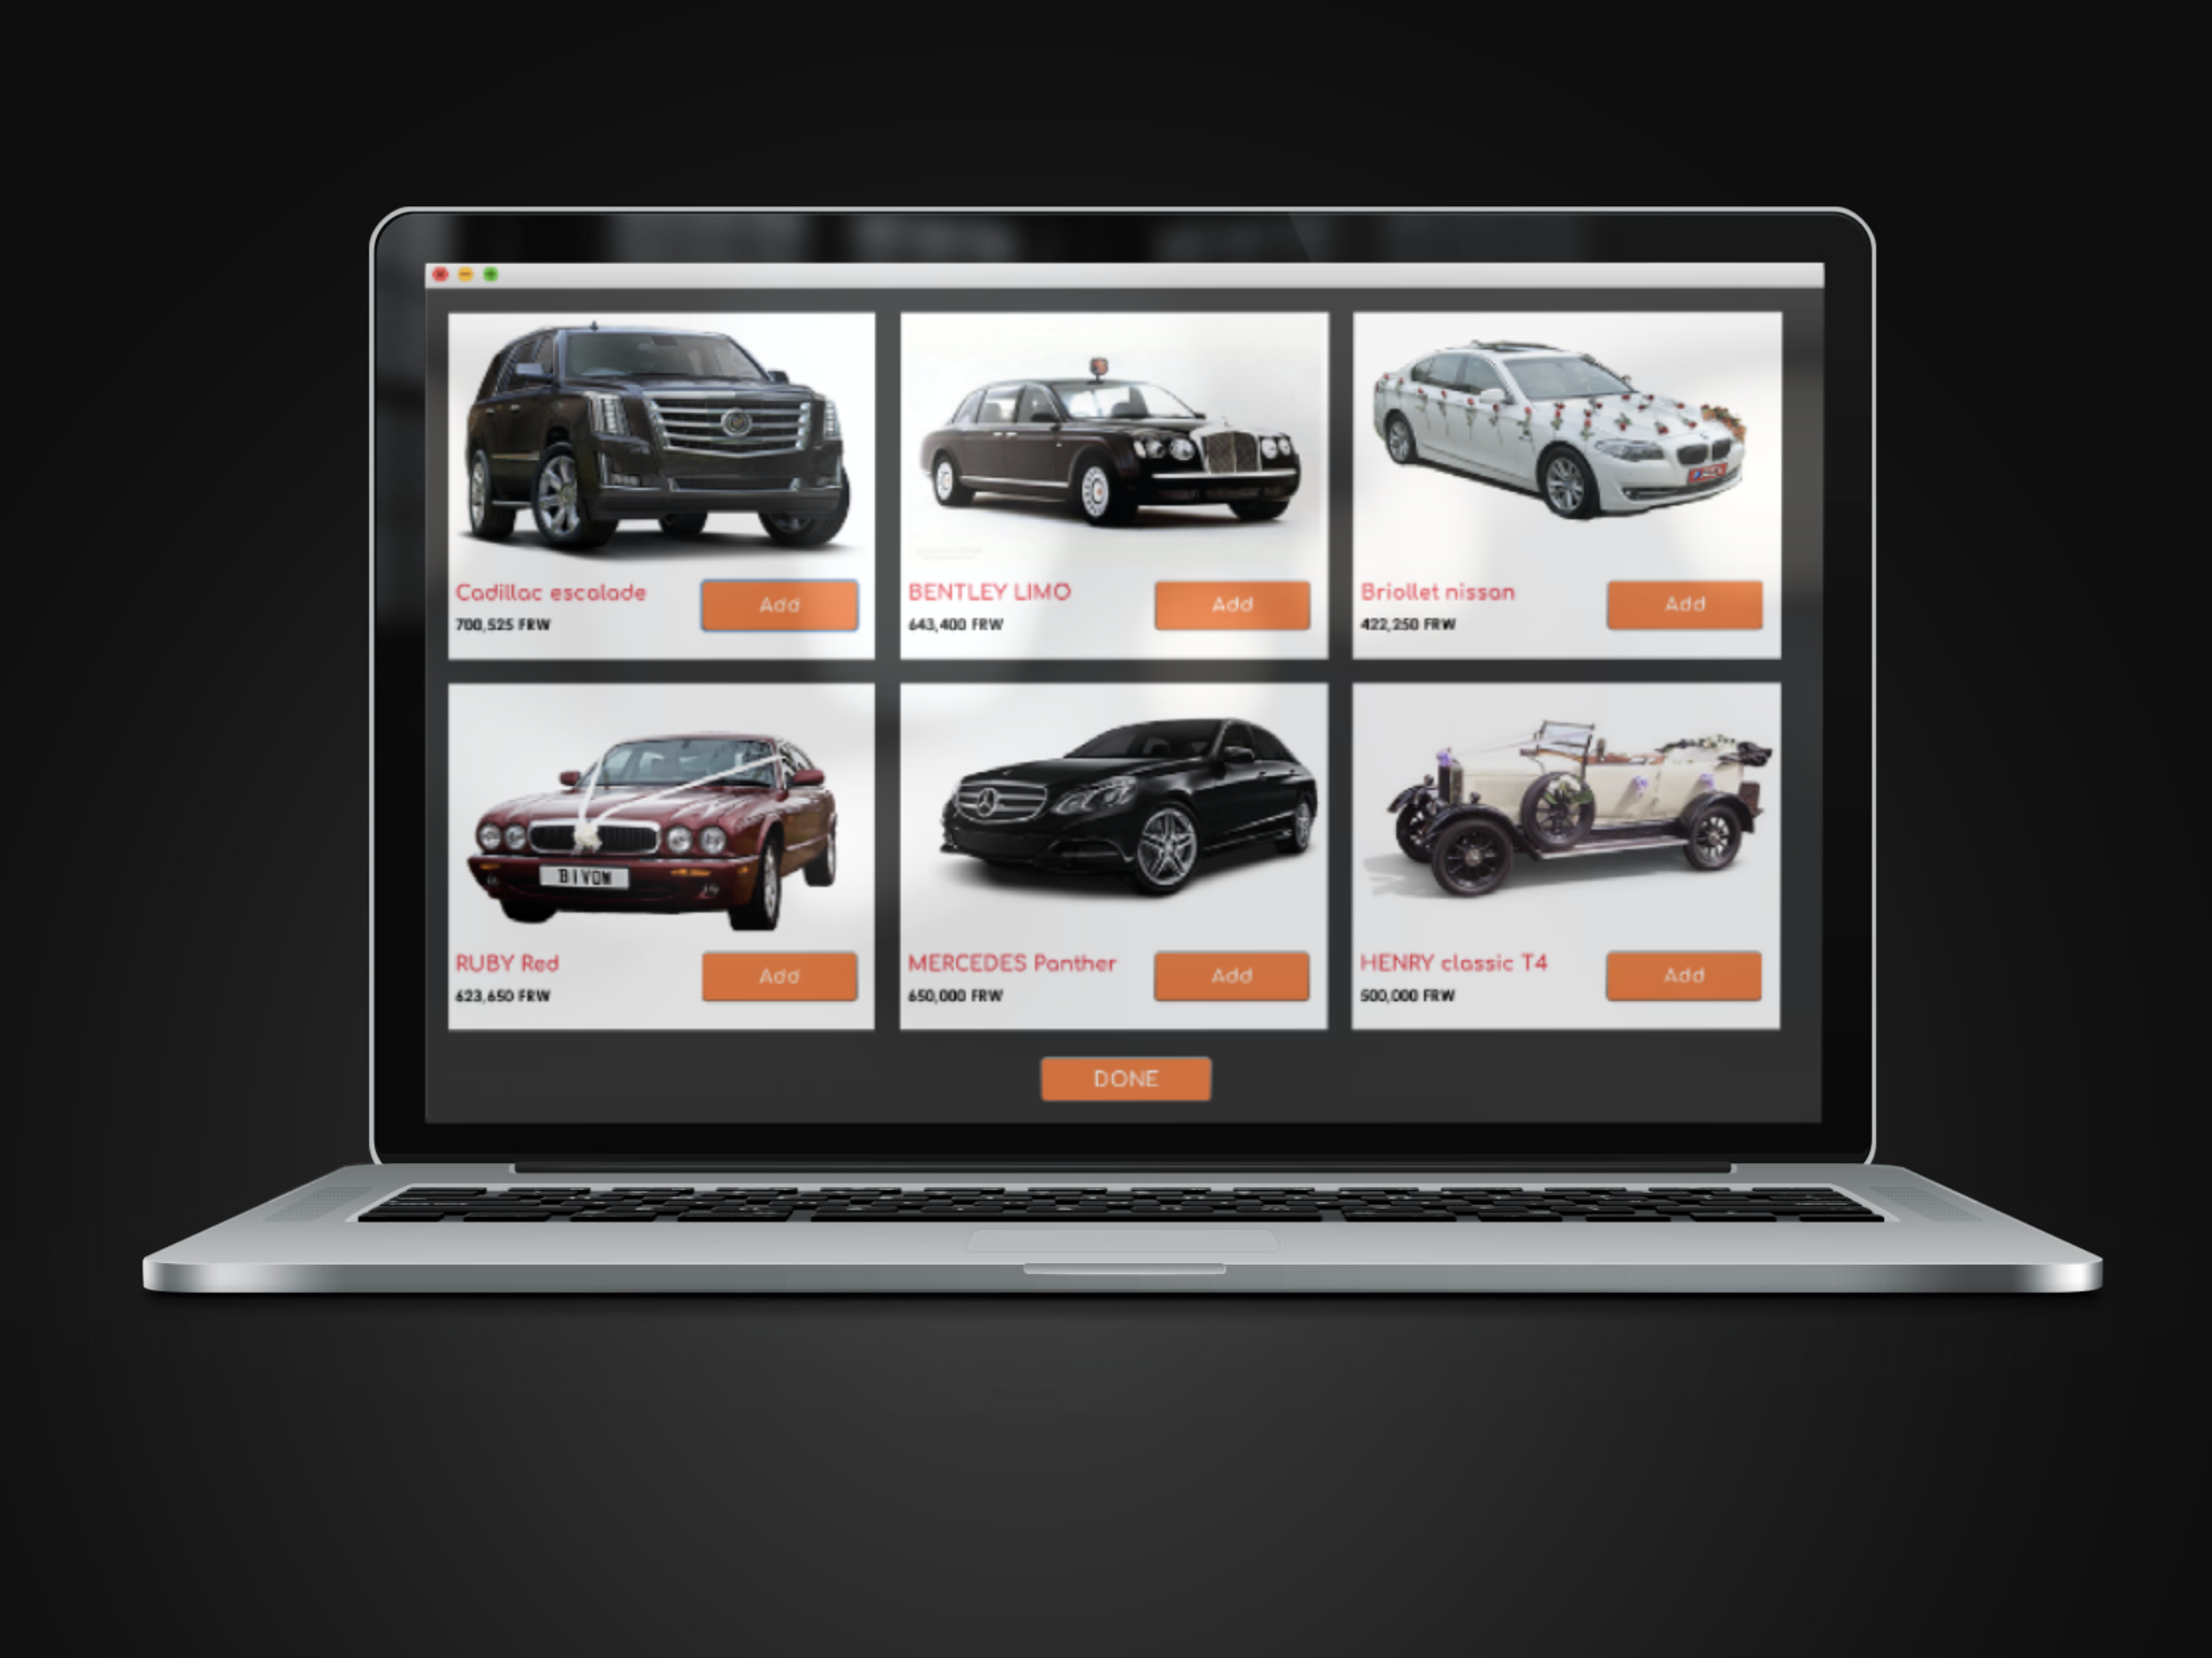 Cadillac escalade
Add
700,525 FRW
BENTLEY LIMO
Add
643,400 FRW
Briollet nissan
Add
422,250 FRW
B1 VOW
RUBY Red
Add
623,650 FRW
MERCEDES Panther
Add
650,000 FRW
HENRY classic T4
Add
500,000 FRW
DONE